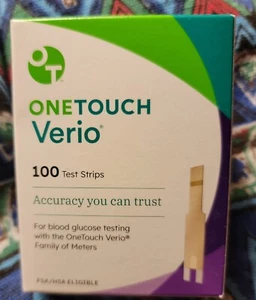 OT
ONETOUCH
Verio®
100 Test Strips
Accuracy you can trust
For blood glucose testing
with the OneTouch Verio®
Family of Meters
FSA/HSA ELIGIBLE